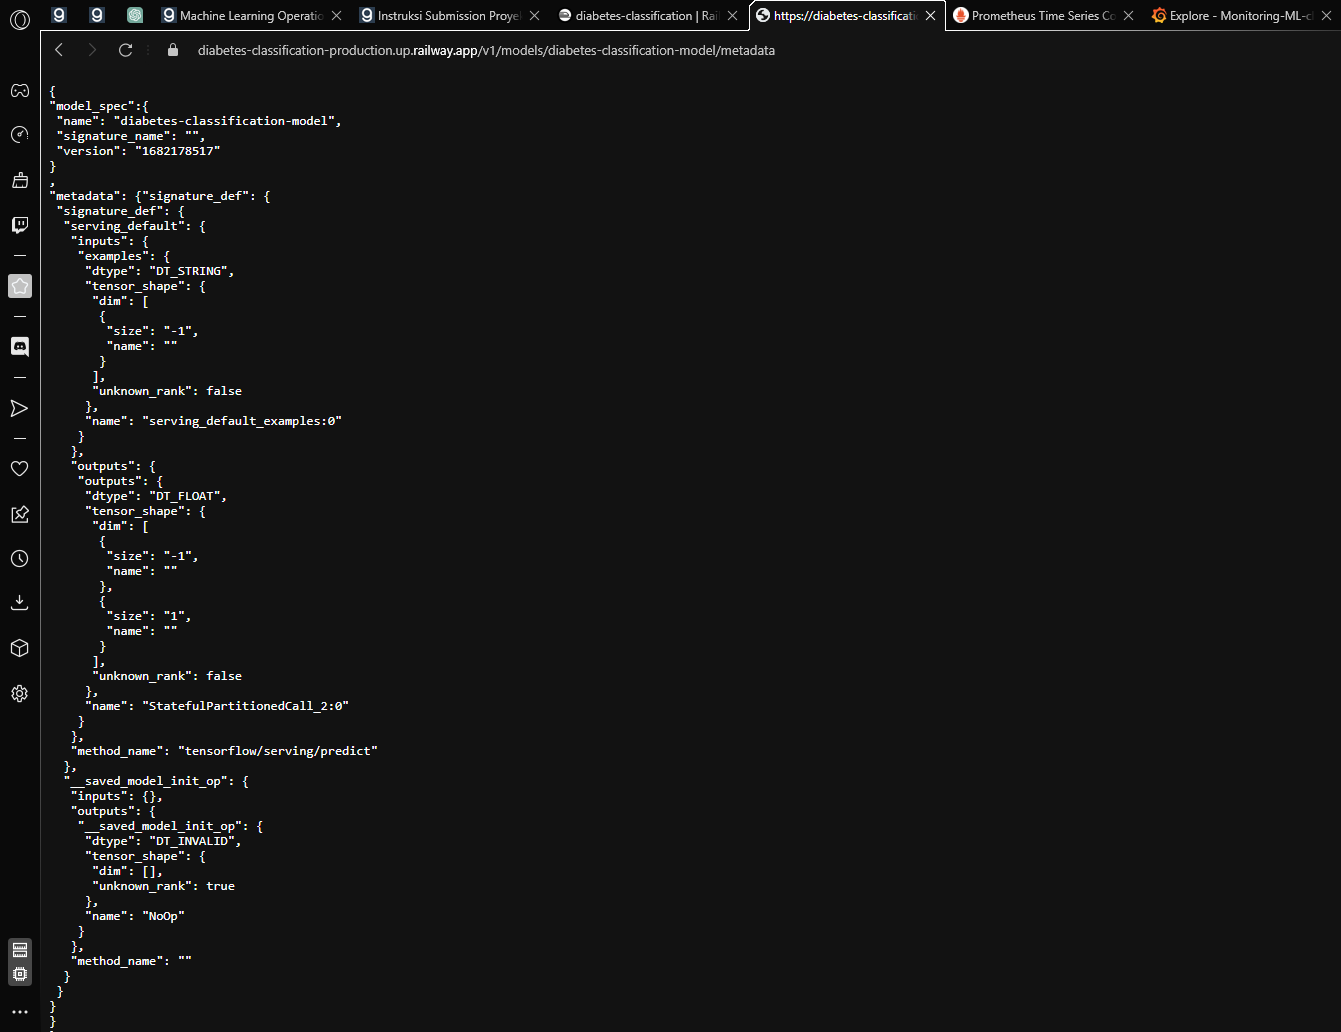 Machine Learning Operatio
Instruksi Submission Proye
diabetes-classification | Rai
https://diabetes-classificati
Prometheus Time Series Co
Explore - Monitoring-ML-c
diabetes-classification-production.up.railway.app/v1/models/diabetes-classification-model/metadata
{
"model_spec":{
"name": "diabetes-classification-model",
"signature_name": "",
"version": "1682178517"
}
,
"metadata": {"signature_def": {
"signature_def": {
"serving_default": {
"inputs": {
"examples": {
"dtype": "DT_STRING",
"tensor_shape": {
"dim": [
{
"size": "-1",
"name": ""
}
],
"unknown_rank": false
},
"name": "serving_default_examples:0"
}
},
"outputs": {
"outputs": {
"dtype": "DT_FLOAT",
"tensor_shape": {
"dim": [
{
"size": "-1",
"name": ""
},
{
"size": "1",
"name": ""
}
],
"unknown_rank": false
},
"name": "StatefulPartitionedCall_2:0"
}
},
"method_name": "tensorflow/serving/predict"
},
"__saved_model_init_op": {
"inputs": {},
"outputs": {
"__saved_model_init_op": {
"dtype": "DT_INVALID",
"tensor_shape": {
"dim": [],
"unknown_rank": true
},
"name": "NoOp"
}
},
"method_name": ""
}
}
}
}